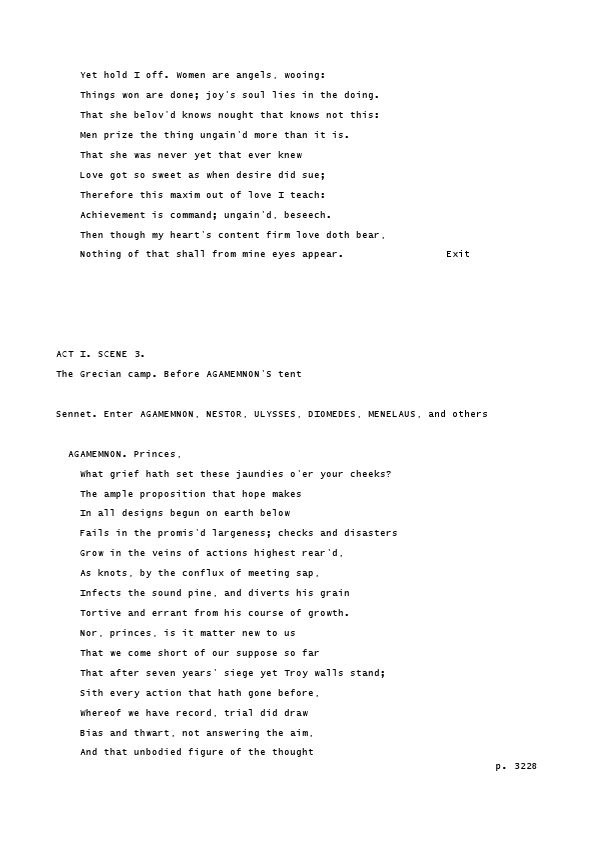 Yet hold I off. Women are angels, wooing:
Things won are done; joy's soul lies in the doing.
That she belov'd knows nought that knows not this:
Men prize the thing ungain'd more than it is.
That she was never yet that ever knew
Love got so sweet as when desire did sue;
Therefore this maxim out of love I teach:
Achievement is command; ungain'd, beseech.
Then though my heart's content firm love doth bear,
Nothing of that shall from mine eyes appear. Exit
ACT I. SCENE 3.
The Grecian camp. Before AGAMEMNON'S tent
Sennet. Enter AGAMEMNON, NESTOR, ULYSSES, DIOMEDES, MENELAUS, and others
AGAMEMNON. Princes,
What grief hath set these jaundies o'er your cheeks?
The ample proposition that hope makes
In all designs begun on earth below
Fails in the promis'd largeness; checks and disasters
Grow in the veins of actions highest rear'd,
As knots, by the conflux of meeting sap,
Infects the sound pine, and diverts his grain
Tortive and errant from his course of growth.
Nor, princes, is it matter new to us
That we come short of our suppose so far
That after seven years' siege yet Troy walls stand;
Sith every action that hath gone before,
Whereof we have record, trial did draw
Bias and thwart, not answering the aim,
And that unbodied figure of the thought
p. 3228